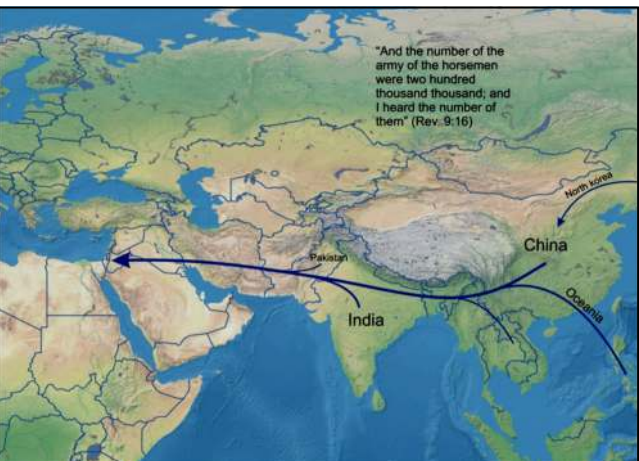 "And the number of the
army of the horsemen
were two hundred
thousand thousand; and
I heard the number of
them" (Rev..9:16)
North korea
China
Pakistan
Oceania
India